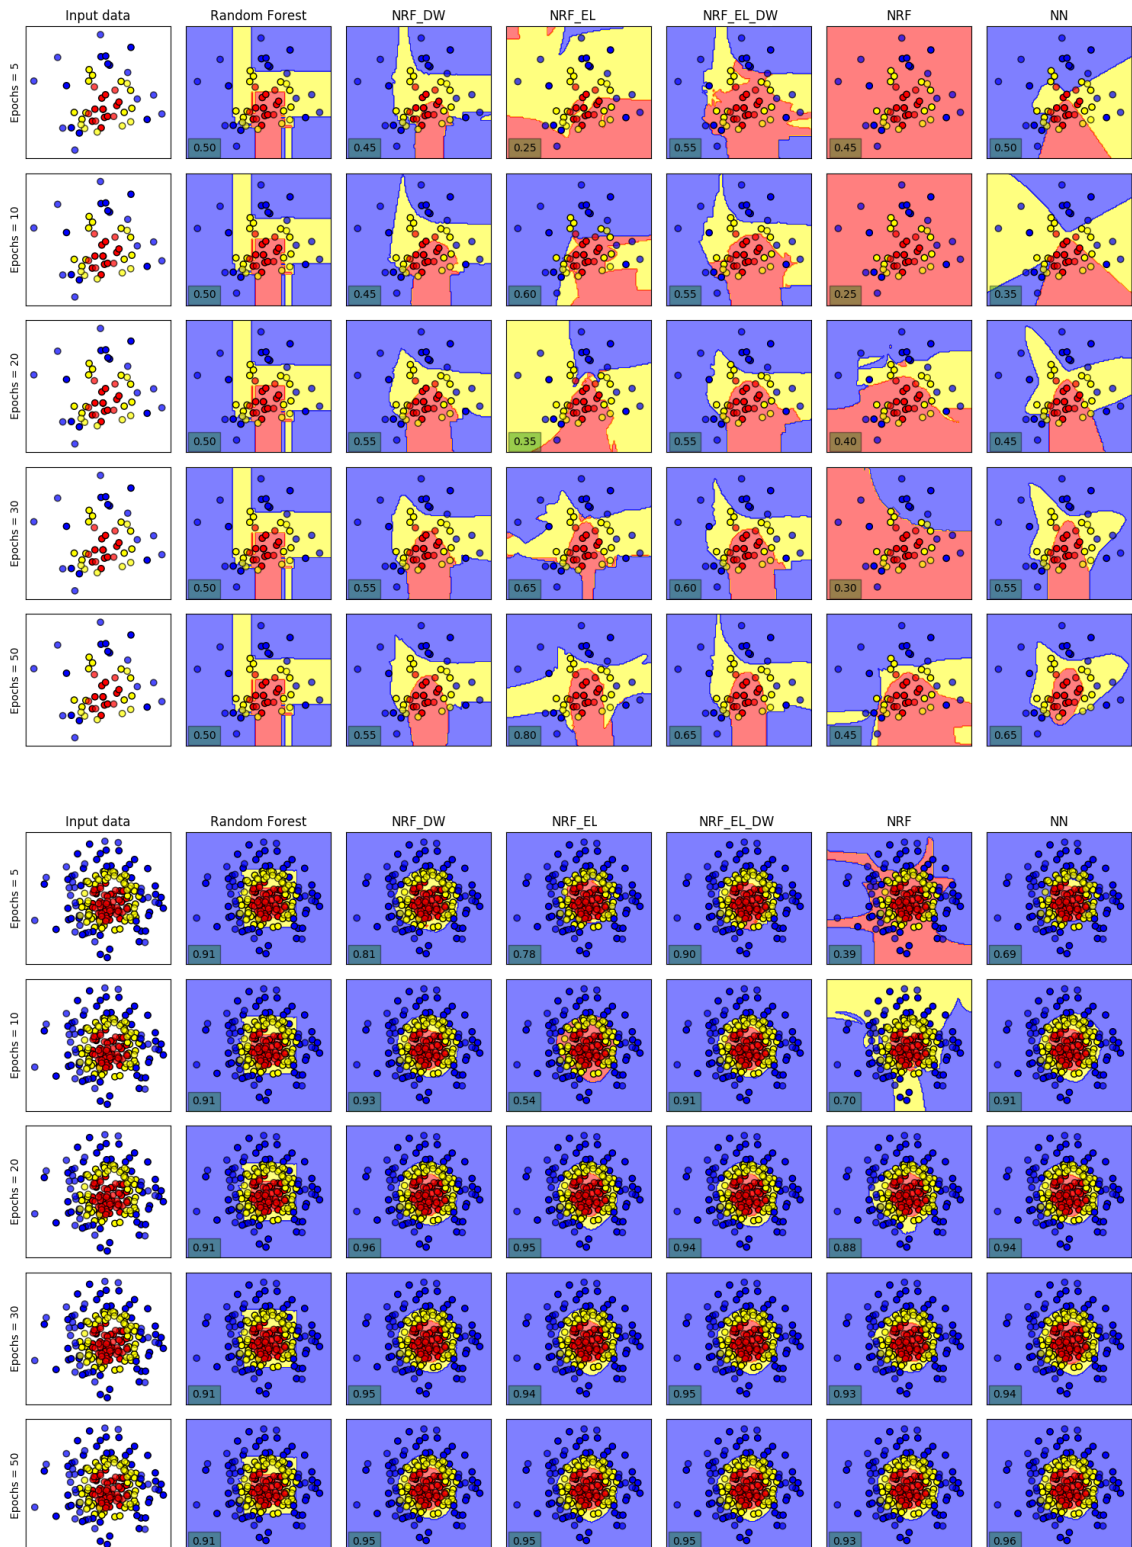 Input data Random Forest NRF_DW NRF_EL NRF_EL_DW NRF NN
Epochs = 5
0.50 0.45 0.25 0.55 0.45 0.50
Epochs = 10
0.50 0.45 0.60 0.55 0.25 0.35
Epochs = 20
0.50 0.55 0.35 0.55 0.40 0.45
Epochs = 30
0.50 0.55 0.65 0.60 0.30 0.55
Epochs = 50
0.50 0.55 0.80 0.65 0.45 0.65
Input data Random Forest NRF_DW NRF_EL NRF_EL_DW NRF NN
Epochs = 5
0.91 0.81 0.78 0.90 0.39 0.69
Epochs = 10
0.91 0.93 0.54 0.91 0.70 0.91
Epochs = 20
0.91 0.96 0.95 0.94 0.88 0.94
Epochs = 30
0.91 0.95 0.94 0.95 0.93 0.94
Epochs = 50
0.91 0.95 0.95 0.95 0.93 0.96